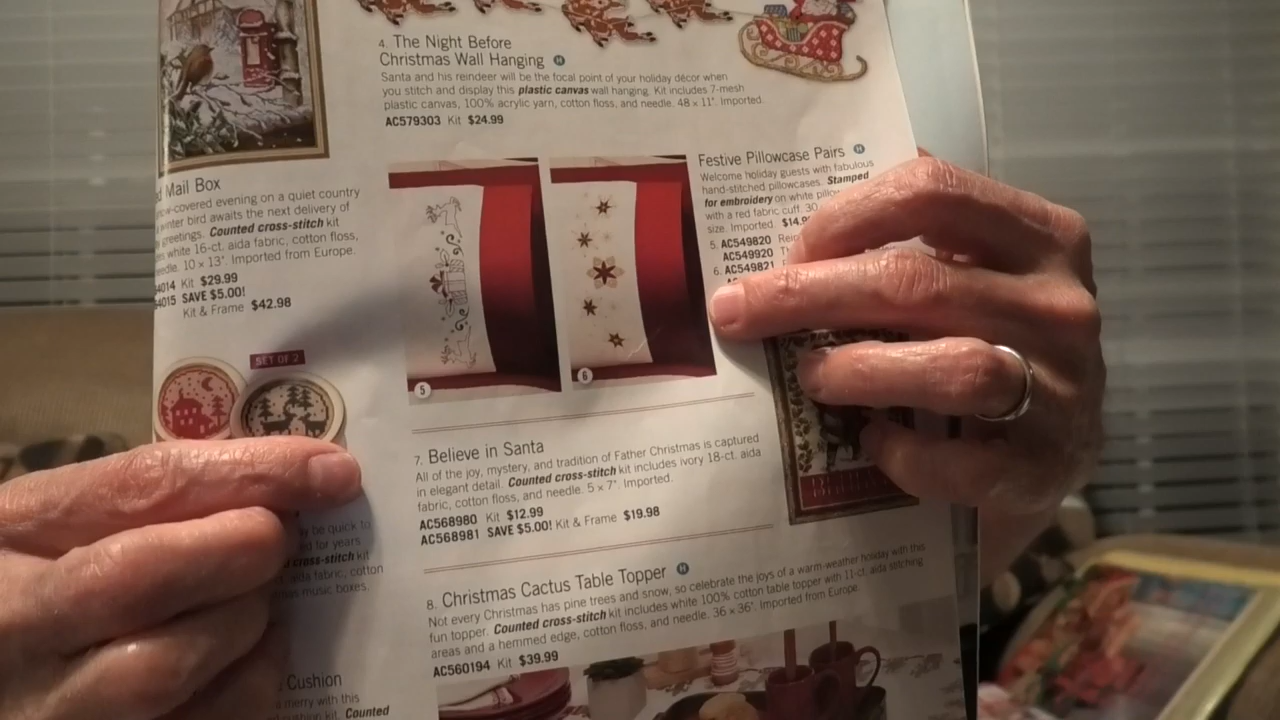 4. The Night Before
Christmas Wall Hanging H
Santa and his reindeer will be the focal point of your holiday décor when
you stitch and display this plastic canvas wall hanging. Kit includes 7-mesh
plastic canvas, 100% acrylic yarn, cotton floss, and needle. 48 x 11". Imported.
AC579303 Kit $24.99
Mail Box
-covered evening on a quiet country
bird awaits the next delivery of
greetings. Counted cross-stitch kit
white 16-ct. aida fabric, cotton floss,
10 x 13". Imported from Europe.
4014 Kit $29.99
4015 SAVE $5.00!
Kit & Frame $42.98
SET OF 2
5
6
Festive Pillowcase Pairs H
Welcome holiday guests with fabulous
hand-stitched pillowcases. Stamped
for embroidery on white
with a red fabric cuff. 30
size. Imported.
5. AC549820
AC549920
6. AC549821
7. Believe in Santa
All of the joy, mystery, and tradition of Father Christmas is captured
in elegant detail. Counted cross-stitch kit includes ivory 18-ct. aida
fabric, cotton floss, and needle. 5 x 7". Imported.
AC568980 Kit $12.99
AC568981 SAVE $5.00! Kit & Frame $19.98
be quick to
for years
cross-stitch kit
aida fabric, cotton
music boxes.
8. Christmas Cactus Table Topper H
Not every Christmas has pine trees and snow, so celebrate the joys of a warm-weather holiday with this
fun topper. Counted cross-stitch kit includes white 100% cotton table topper with 11-ct. aida stitching
areas and a hemmed edge, cotton floss, and needle. 36 x 36". Imported from Europe.
AC560194 Kit $39.99
Cushion
merry with this
kit. Counted